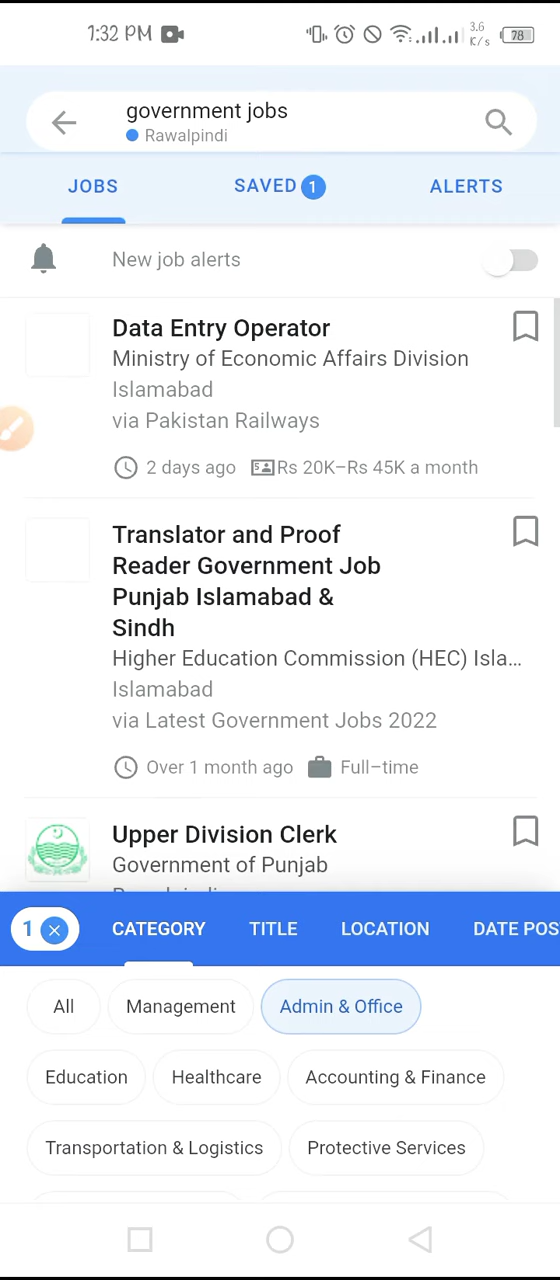 1:32 PM
3.6
K/s
78
government jobs
Rawalpindi
JOBS
SAVED 1
ALERTS
New job alerts
Data Entry Operator
Ministry of Economic Affairs Division
Islamabad
via Pakistan Railways
2 days ago Rs 20K–Rs 45K a month
Translator and Proof
Reader Government Job
Punjab Islamabad &
Sindh
Higher Education Commission (HEC) Isla...
Islamabad
via Latest Government Jobs 2022
Over 1 month ago Full–time
Upper Division Clerk
Government of Punjab
1 CATEGORY TITLE LOCATION DATE POS
All Management Admin & Office
Education Healthcare Accounting & Finance
Transportation & Logistics Protective Services